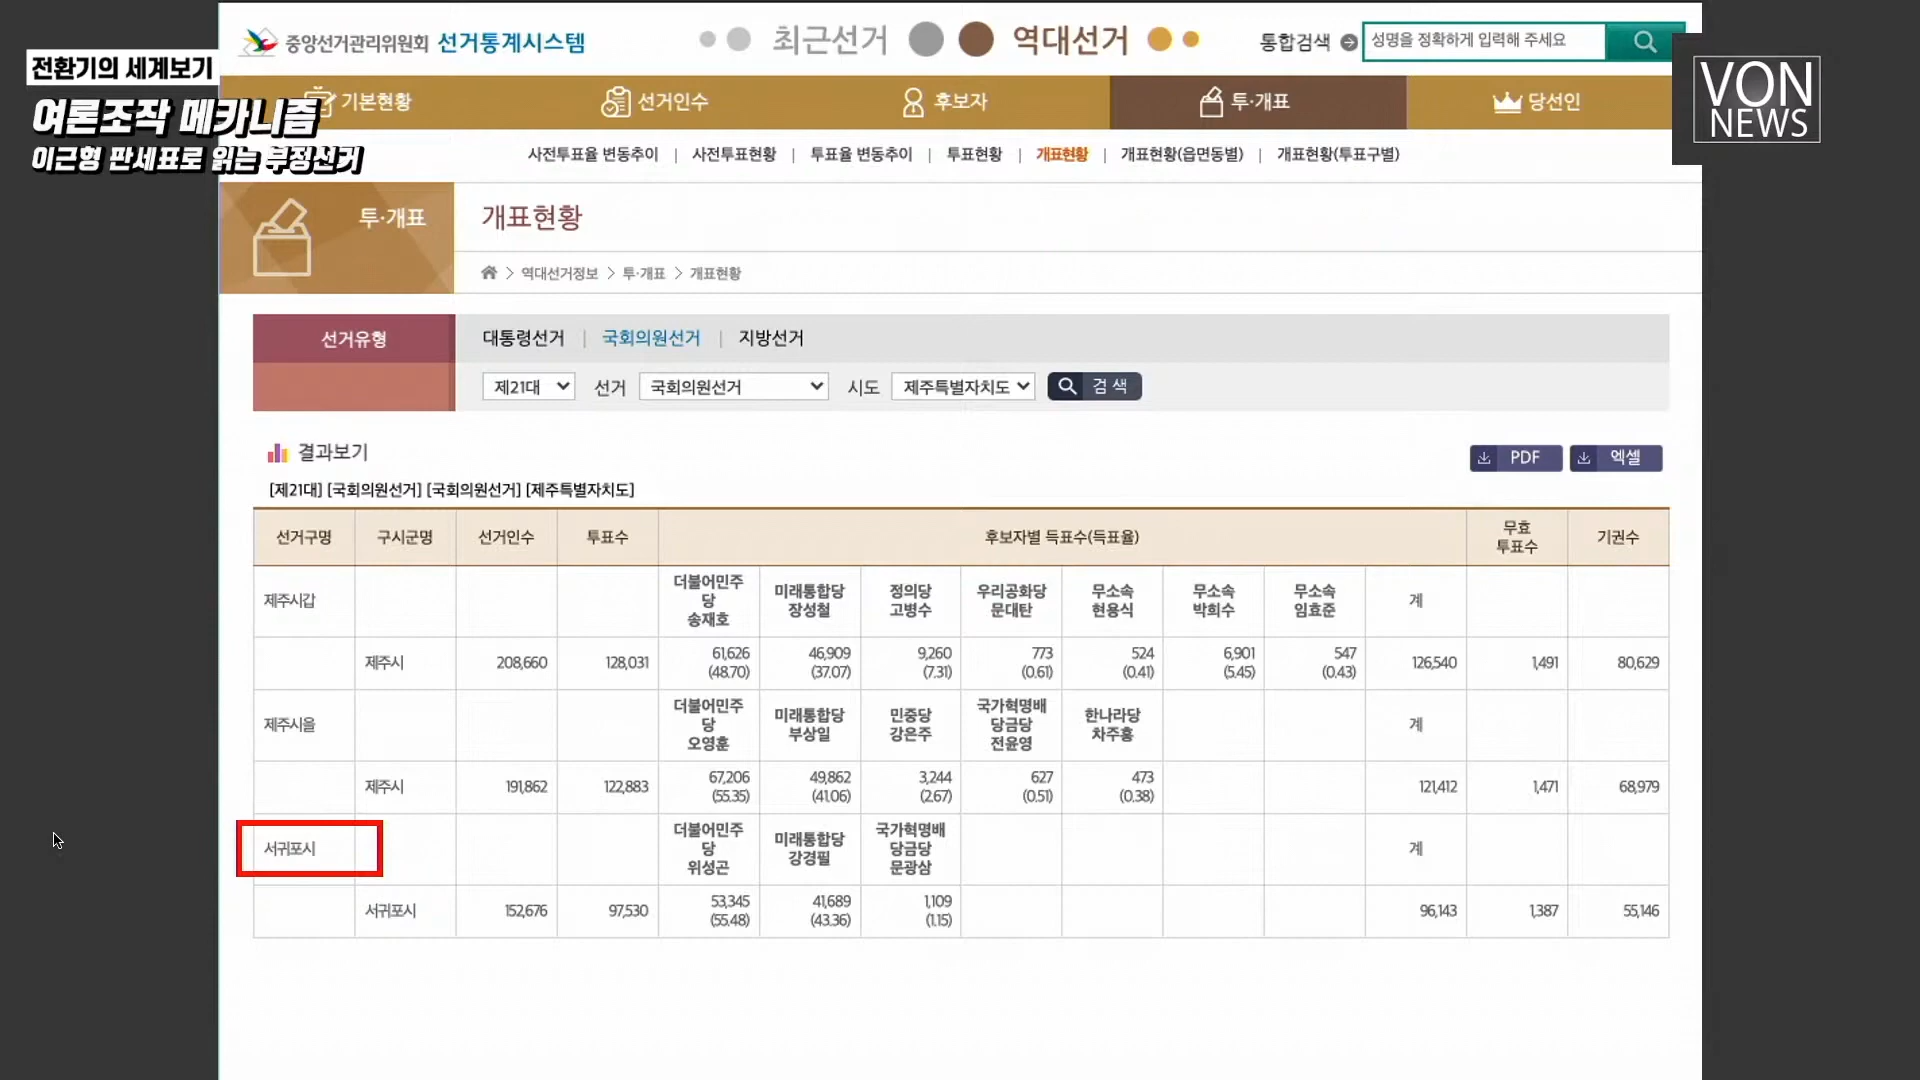 전환기의 세계보기
여론조작 메카니즘
이근형 판세표로 읽는 부정선거
VON
NEWS
중앙선거관리위원회 선거통계시스템
최근선거 역대선거
통합검색 성명을 정확하게 입력해 주세요
기본현황 선거인수 후보자 투·개표 당선인
사전투표율 변동추이 | 사전투표현황 | 투표율 변동추이 | 투표현황 | 개표현황 | 개표현황(읍면동별) | 개표현황(투표구별)
투·개표
개표현황
> 역대선거정보 > 투·개표 > 개표현황
선거유형
대통령선거 | 국회의원선거 | 지방선거
제21대 선거 국회의원선거 시도 제주특별자치도 검색
결과보기
PDF 엑셀
[제21대] [국회의원선거] [국회의원선거] [제주특별자치도]
선거구명 구시군명 선거인수 투표수 후보자별 득표수(득표율) 무효 투표수 기권수
제주시갑 더불어민주당 송재호 미래통합당 장성철 정의당 고병수 우리공화당 문대탄 무소속 현용식 무소속 박희수 무소속 임효준 계
제주시 208,660 128,031 61,626 (48.70) 46,909 (37.07) 9,260 (7.31) 773 (0.61) 524 (0.41) 6,901 (5.45) 547 (0.43) 126,540 1,491 80,629
제주시을 더불어민주당 오영훈 미래통합당 부상일 민중당 강은주 국가혁명배당금당 전윤영 한나라당 차주홍 계
제주시 191,862 122,883 67,206 (55.35) 49,862 (41.06) 3,244 (2.67) 627 (0.51) 473 (0.38) 121,412 1,471 68,979
서귀포시 더불어민주당 위성곤 미래통합당 강경필 국가혁명배당금당 문광삼 계
서귀포시 152,676 97,530 53,345 (55.48) 41,689 (43.36) 1,109 (1.15) 96,143 1,387 55,146